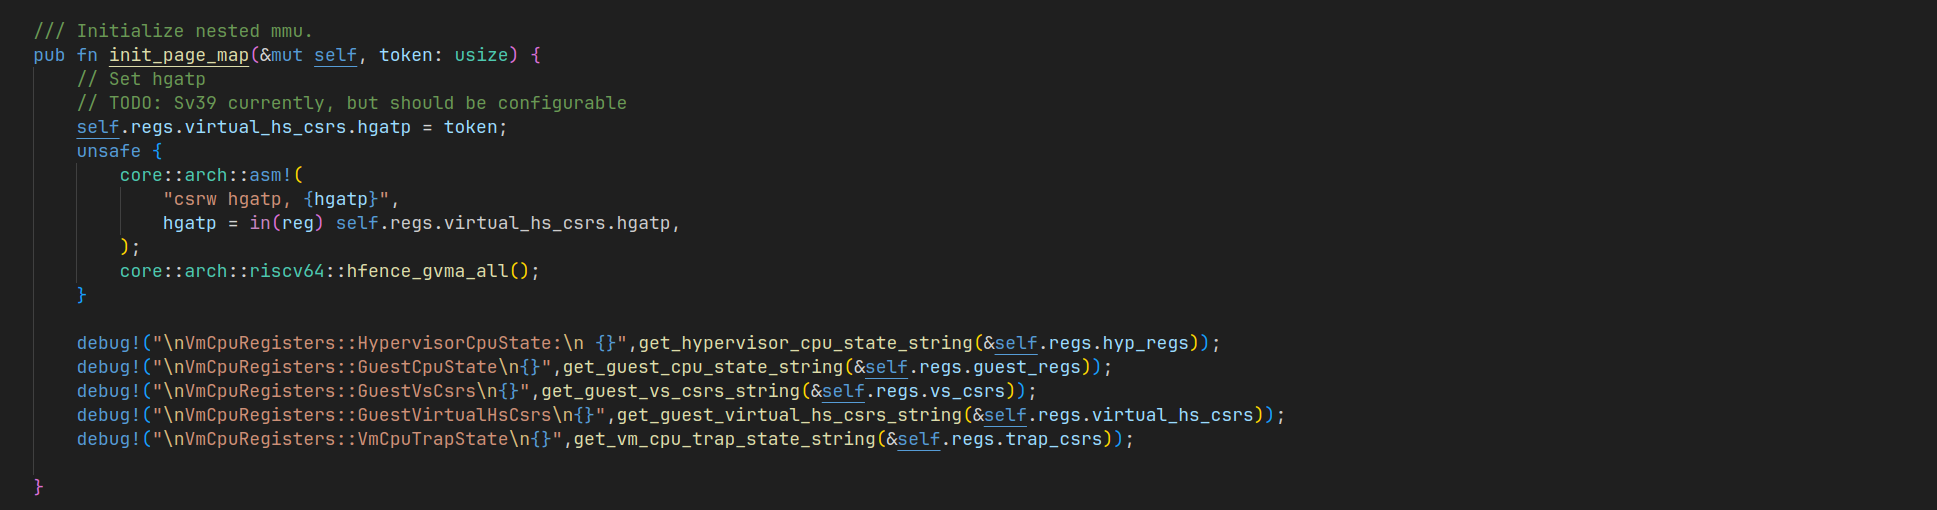 /// Initialize nested mmu.
pub fn init_page_map(&mut self, token: usize) {
    // Set hgatp
    // TODO: Sv39 currently, but should be configurable
    self.regs.virtual_hs_csrs.hgatp = token;
    unsafe {
        core::arch::asm!(
            "csrw hgatp, {hgatp}",
            hgatp = in(reg) self.regs.virtual_hs_csrs.hgatp,
        );
        core::arch::riscv64::hfence_gvma_all();
    }

    debug!("\nVmCpuRegisters::HypervisorCpuState:\n {}",get_hypervisor_cpu_state_string(&self.regs.hyp_regs));
    debug!("\nVmCpuRegisters::GuestCpuState\n{}",get_guest_cpu_state_string(&self.regs.guest_regs));
    debug!("\nVmCpuRegisters::GuestVsCsrs\n{}",get_guest_vs_csrs_string(&self.regs.vs_csrs));
    debug!("\nVmCpuRegisters::GuestVirtualHsCsrs\n{}",get_guest_virtual_hs_csrs_string(&self.regs.virtual_hs_csrs));
    debug!("\nVmCpuRegisters::VmCpuTrapState\n{}",get_vm_cpu_trap_state_string(&self.regs.trap_csrs));

}